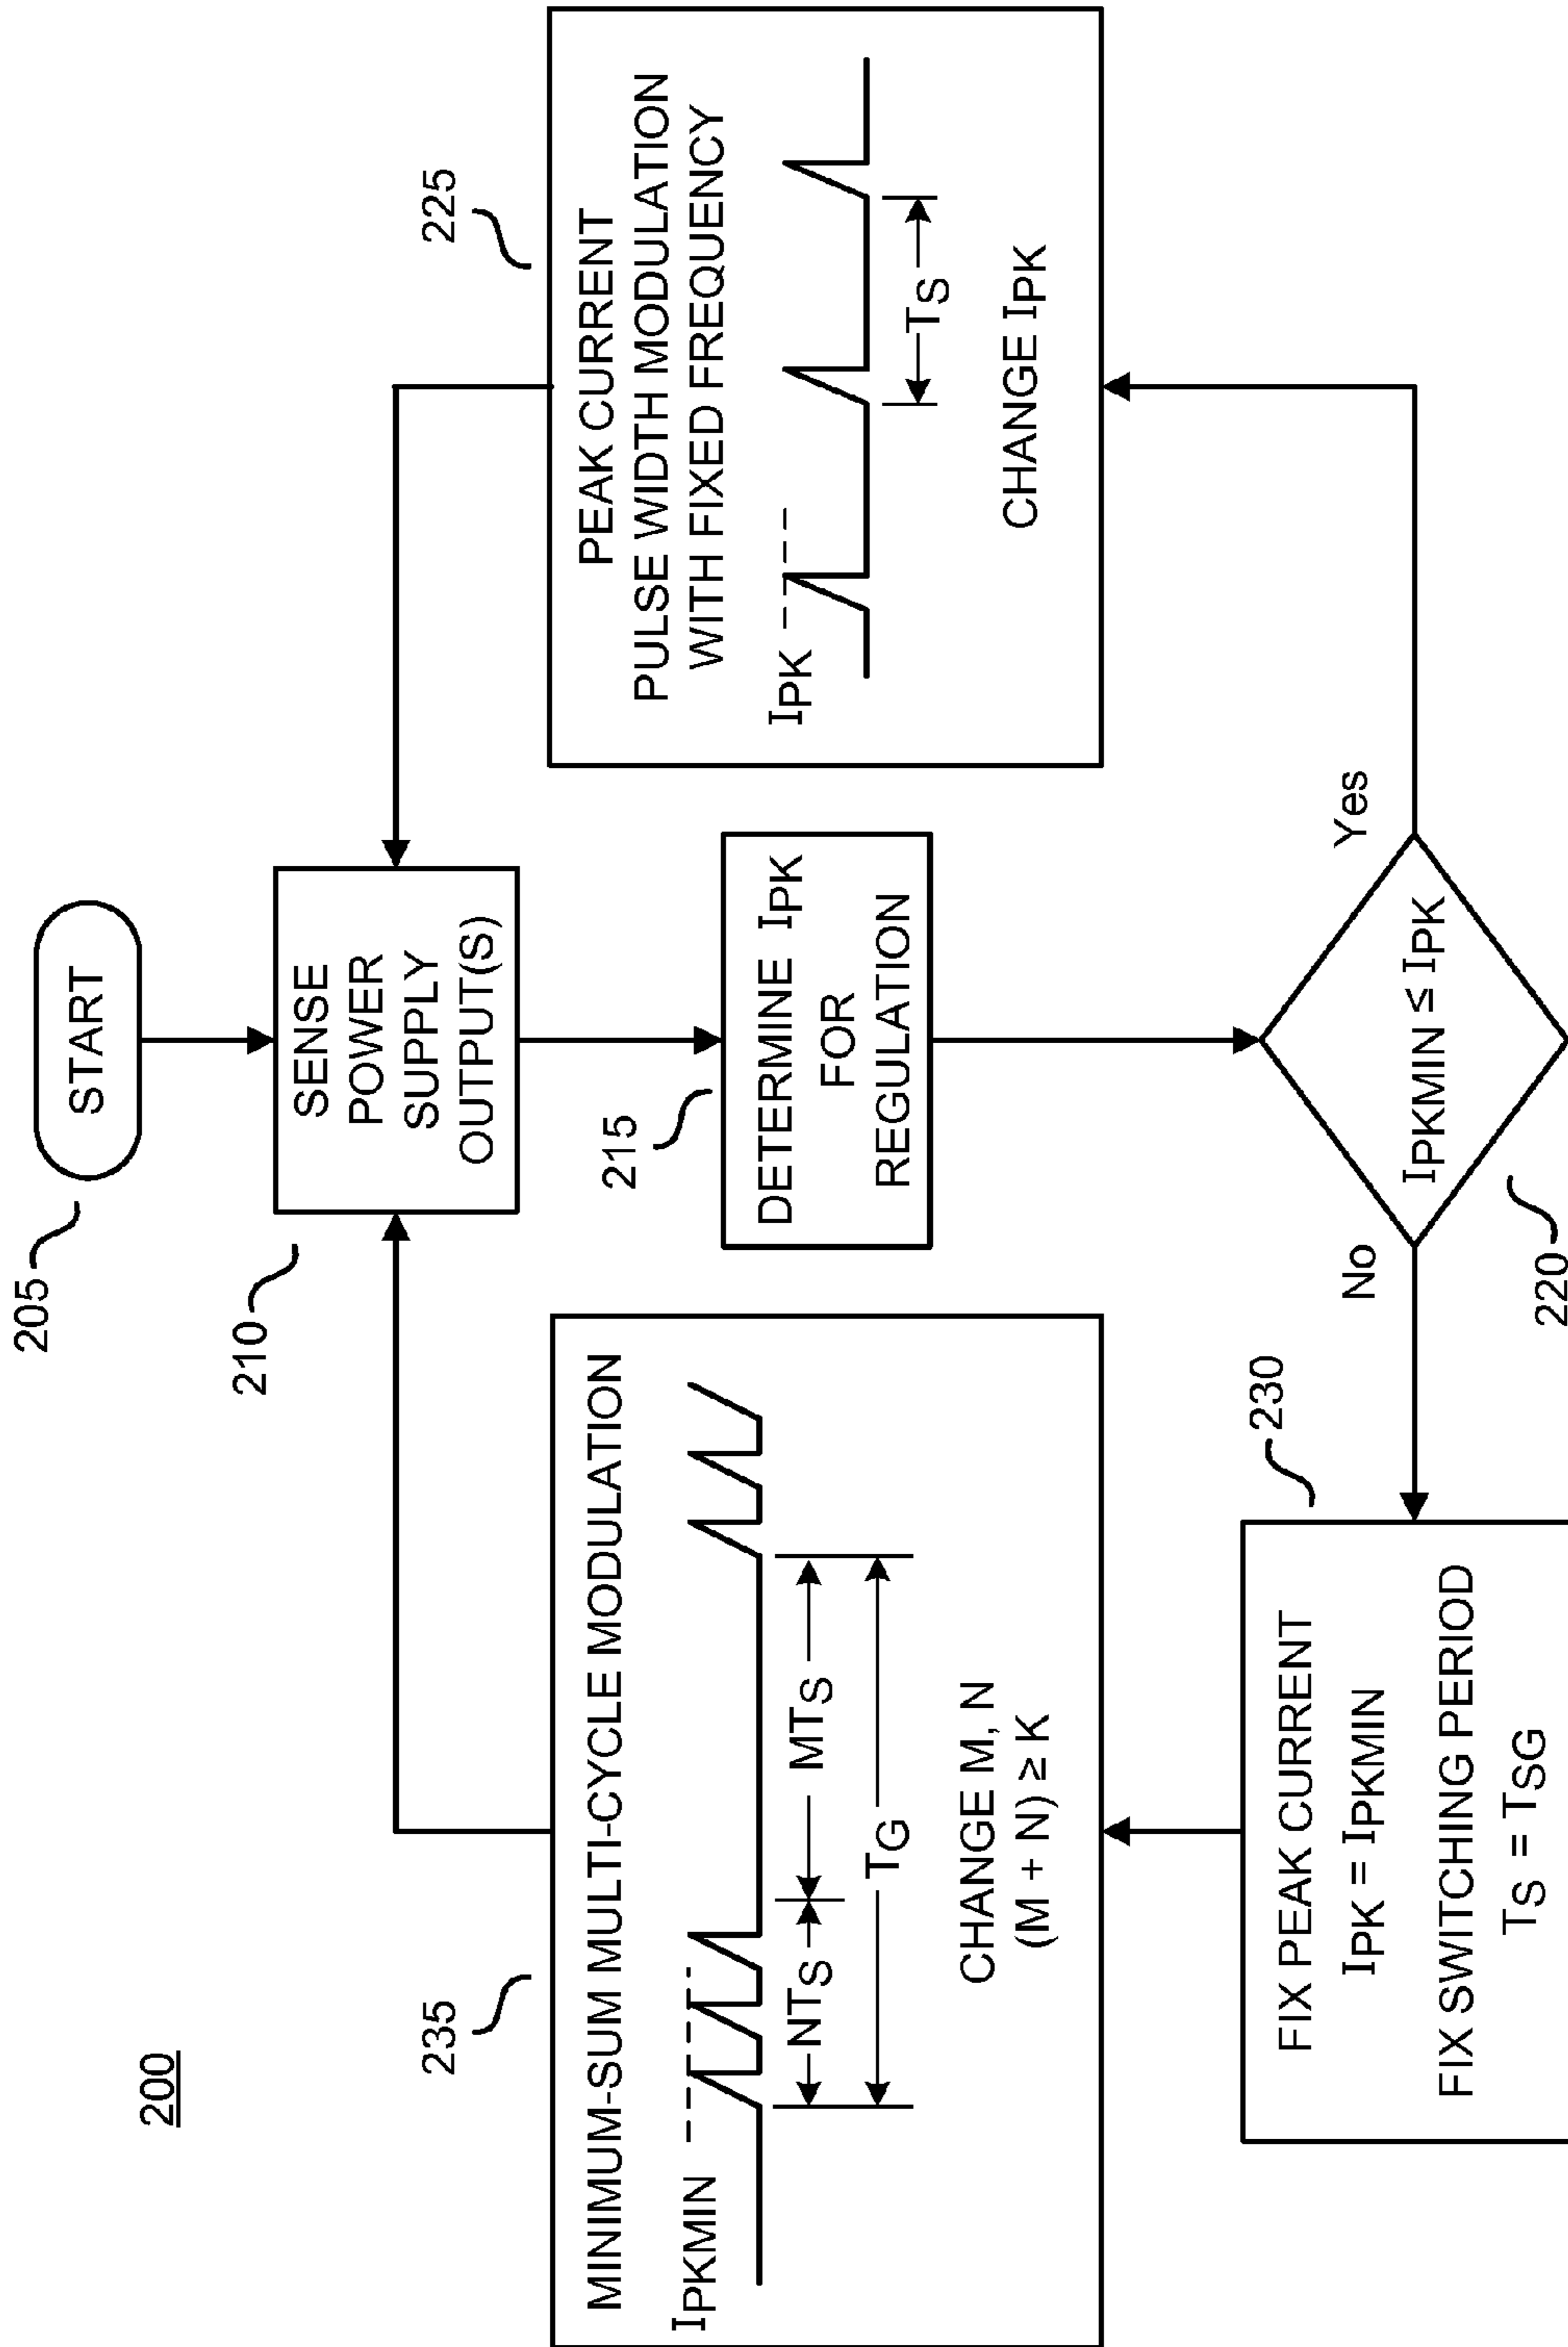 200
205
START
210
SENSE
POWER
SUPPLY
OUTPUT(S)
215
DETERMINE IPK
FOR
REGULATION
220
IPKMIN ≤ IPK
Yes
No
225
PEAK CURRENT
PULSE WIDTH MODULATION
WITH FIXED FREQUENCY
IPK
TS
CHANGE IPK
230
FIX PEAK CURRENT
IPK = IPKMIN
FIX SWITCHING PERIOD
TS = TSG
235
MINIMUM-SUM MULTI-CYCLE MODULATION
IPKMIN
NTS MTS
TG
CHANGE M, N
(M + N) ≥ K